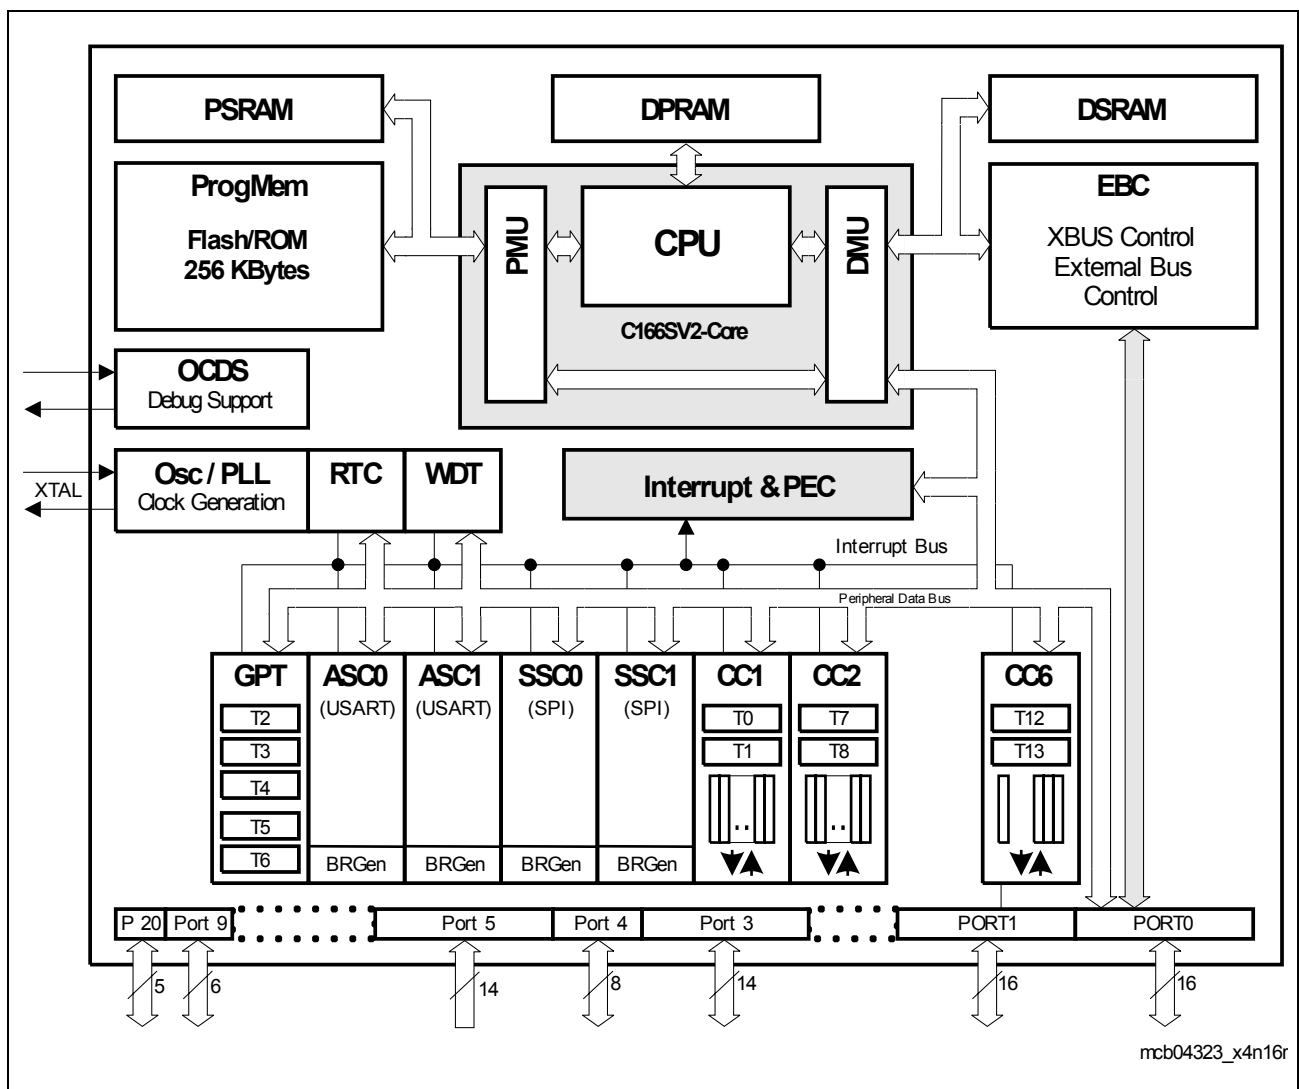 PSRAM
DPRAM
DSRAM
ProgMem
Flash/ROM
256 KBytes
PMU
CPU
DMU
C166SV2-Core
EBC
XBUS Control
External Bus
Control
OCDS
Debug Support
Osc / PLL
Clock Generation
RTC
WDT
XTAL
Interrupt & PEC
Interrupt Bus
Peripheral Data Bus
GPT
T2
T3
T4
T5
T6
ASC0
(USART)
BRGen
ASC1
(USART)
BRGen
SSC0
(SPI)
BRGen
SSC1
(SPI)
BRGen
CC1
T0
T1
..
CC2
T7
T8
..
CC6
T12
T13
P 20
Port 9
Port 5
Port 4
Port 3
PORT1
PORT0
5
6
14
8
14
16
16
mcb04323_x4n16r